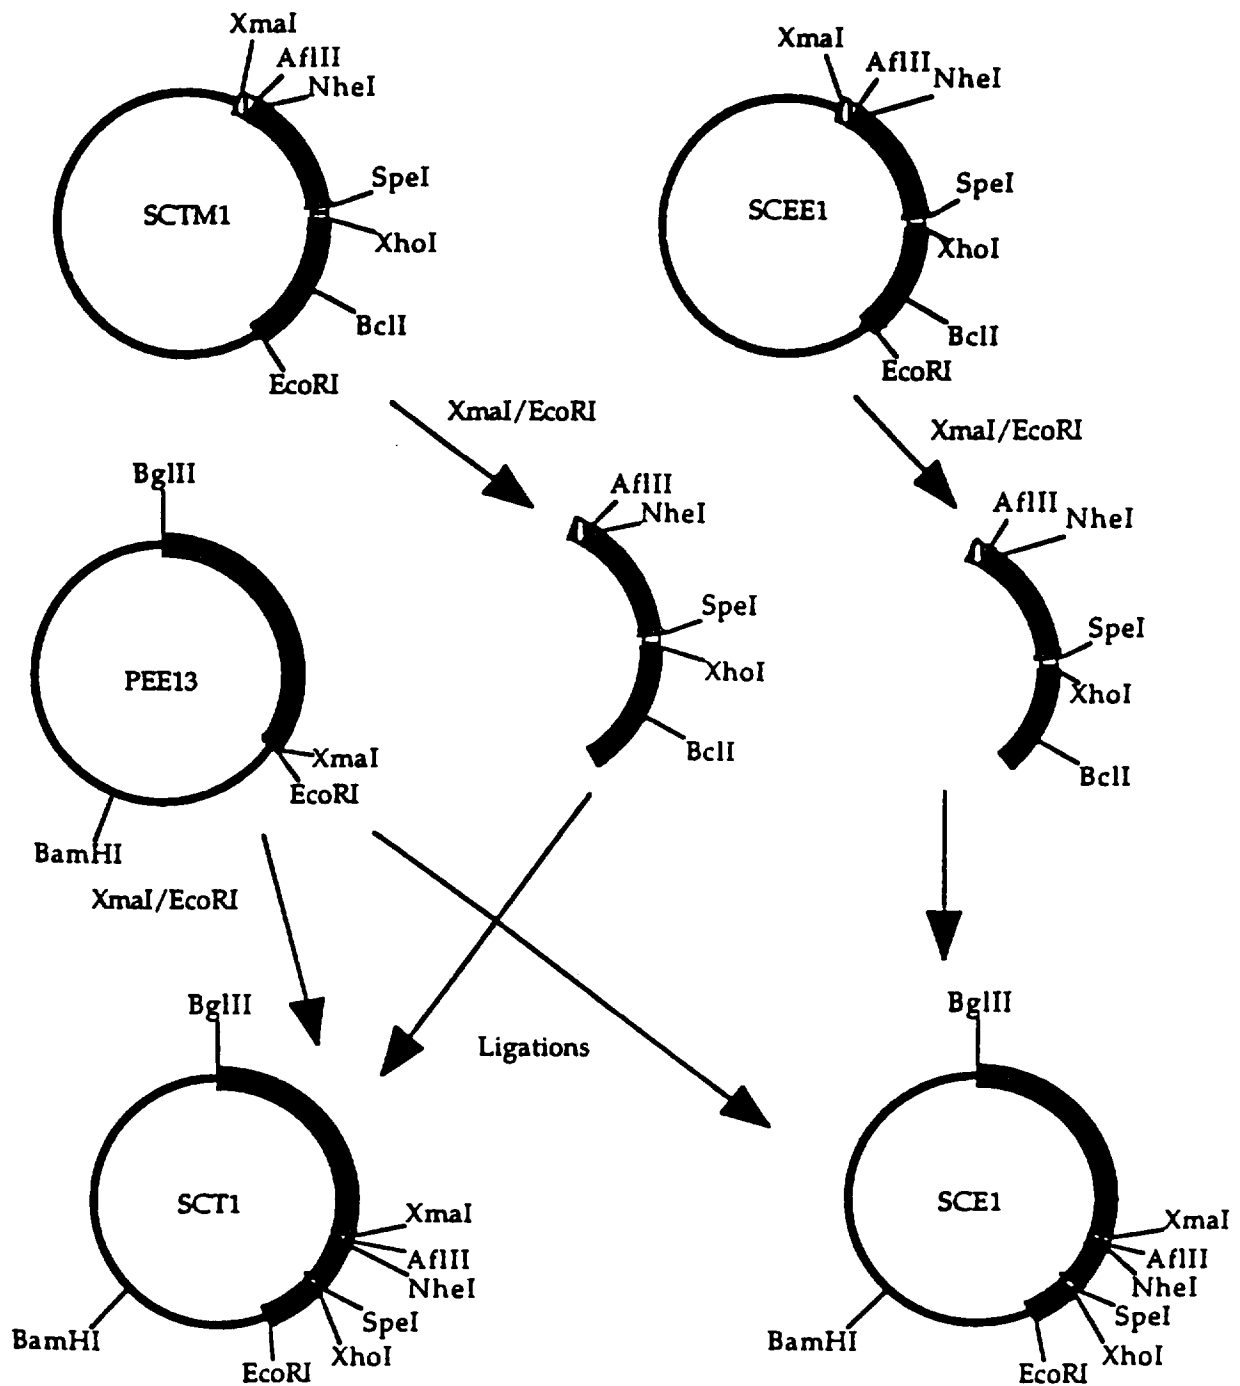 XmaI
AflII
NheI
SpeI
SCTM1
XhoI
BclI
EcoRI
XmaI
AflII
NheI
SpeI
SCEE1
XhoI
BclI
EcoRI
XmaI/EcoRI
XmaI/EcoRI
BglII
PEE13
XmaI
EcoRI
BamHI
AflII
NheI
SpeI
XhoI
BclI
AflII
NheI
SpeI
XhoI
BclI
XmaI/EcoRI
Ligations
BglII
SCT1
XmaI
AflII
NheI
SpeI
XhoI
EcoRI
BamHI
BglII
SCE1
XmaI
AflII
NheI
SpeI
XhoI
EcoRI
BamHI